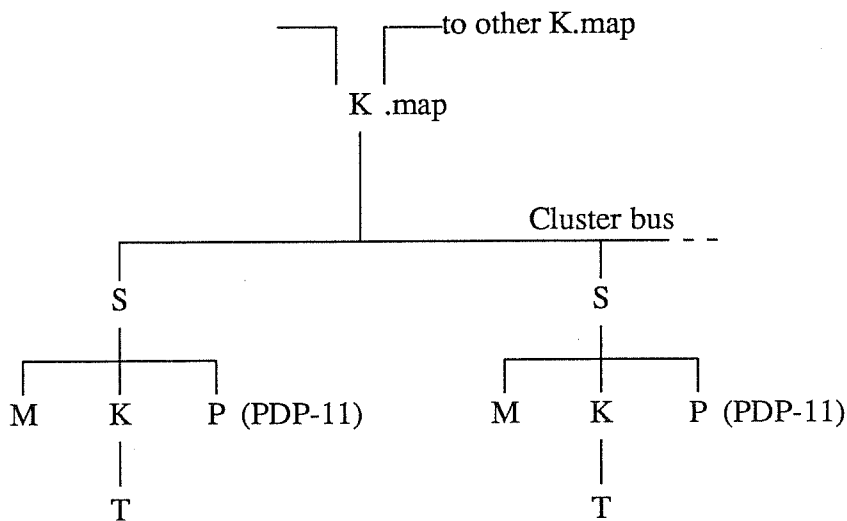 to other K.map
K .map
Cluster bus
S S
M K P (PDP-11) M K P (PDP-11)
T T